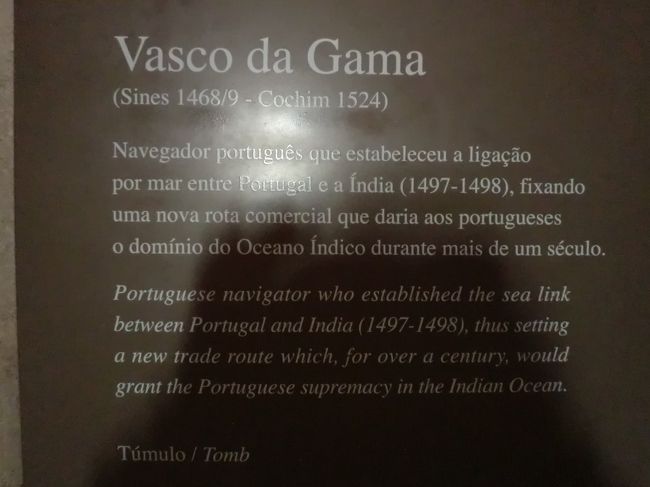 Vasco da Gama
(Sines 1468/9 - Cochim 1524)
Navegador português que estabeleceu a ligação
por mar entre Portugal e a Índia (1497-1498), fixando
uma nova rota comercial que daria aos portugueses
o domínio do Oceano Índico durante mais de um século.
Portuguese navigator who established the sea link
between Portugal and India (1497-1498), thus setting
a new trade route which, for over a century, would
grant the Portuguese supremacy in the Indian Ocean.
Túmulo / Tomb